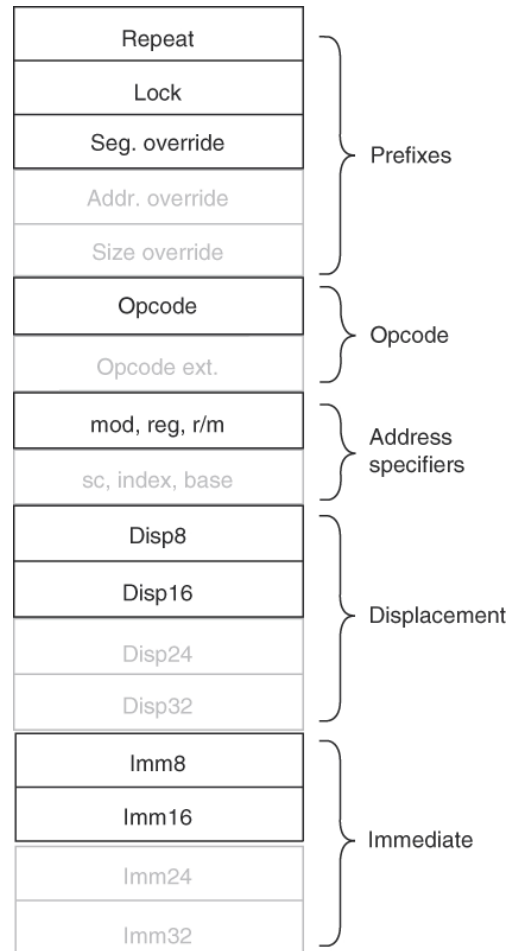 Repeat
Lock
Seg. override
Addr. override
Size override
Prefixes
Opcode
Opcode ext.
Opcode
mod, reg, r/m
sc, index, base
Address
specifiers
Disp8
Disp16
Disp24
Disp32
Displacement
Imm8
Imm16
Imm24
Imm32
Immediate